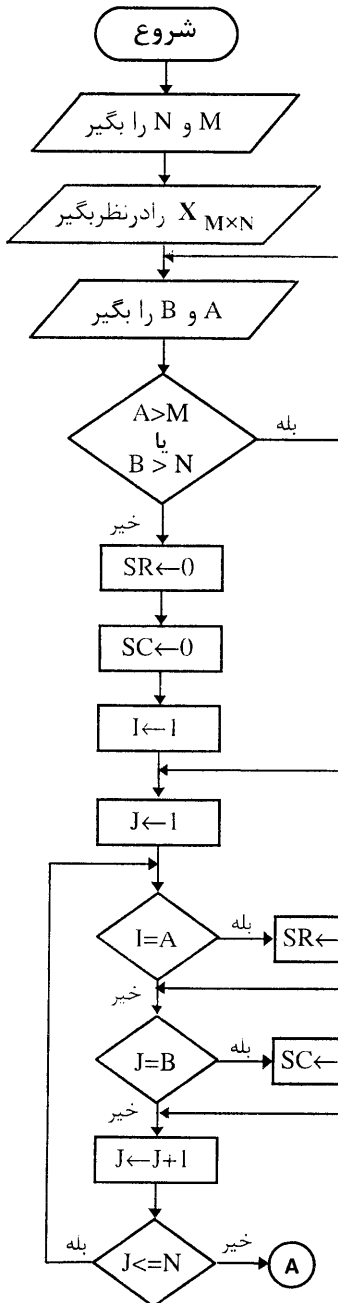 شروع
M و N را بگیر
X M×N رادرنظربگیر
A و B را بگیر
A>M
یا
B > N
بله
خیر
SR←0
SC←0
I←1
J←1
I=A
بله
SR←
خیر
J=B
بله
SC←
خیر
J←J+1
J<=N
بله
خیر
A